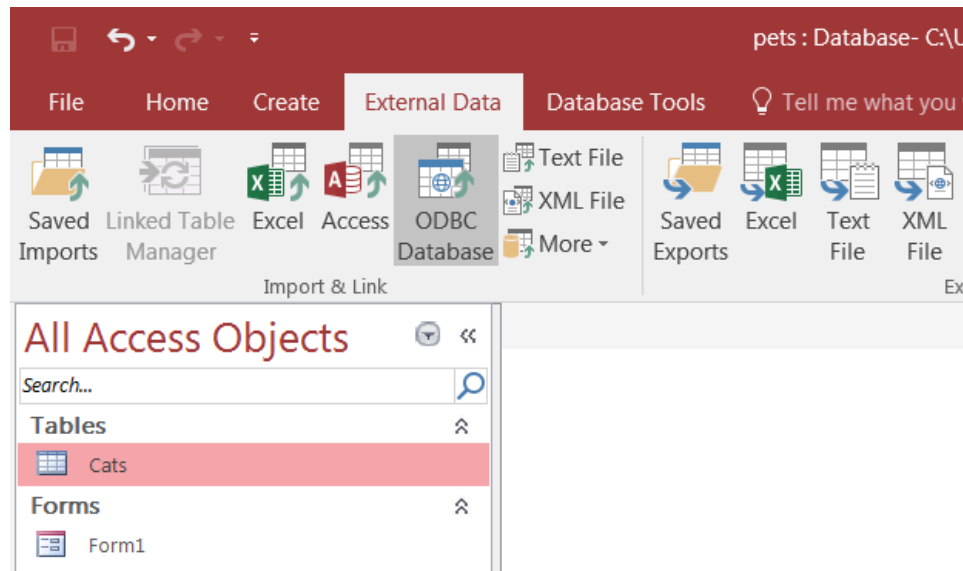 pets : Database- C:\U
File Home Create External Data Database Tools Tell me what you
Saved Imports
Linked Table Manager
Excel
Access
ODBC Database
Text File
XML File
More
Saved Exports
Excel
Text File
XML File
Import & Link
Ex
All Access Objects
Search...
Tables
Cats
Forms
Form1